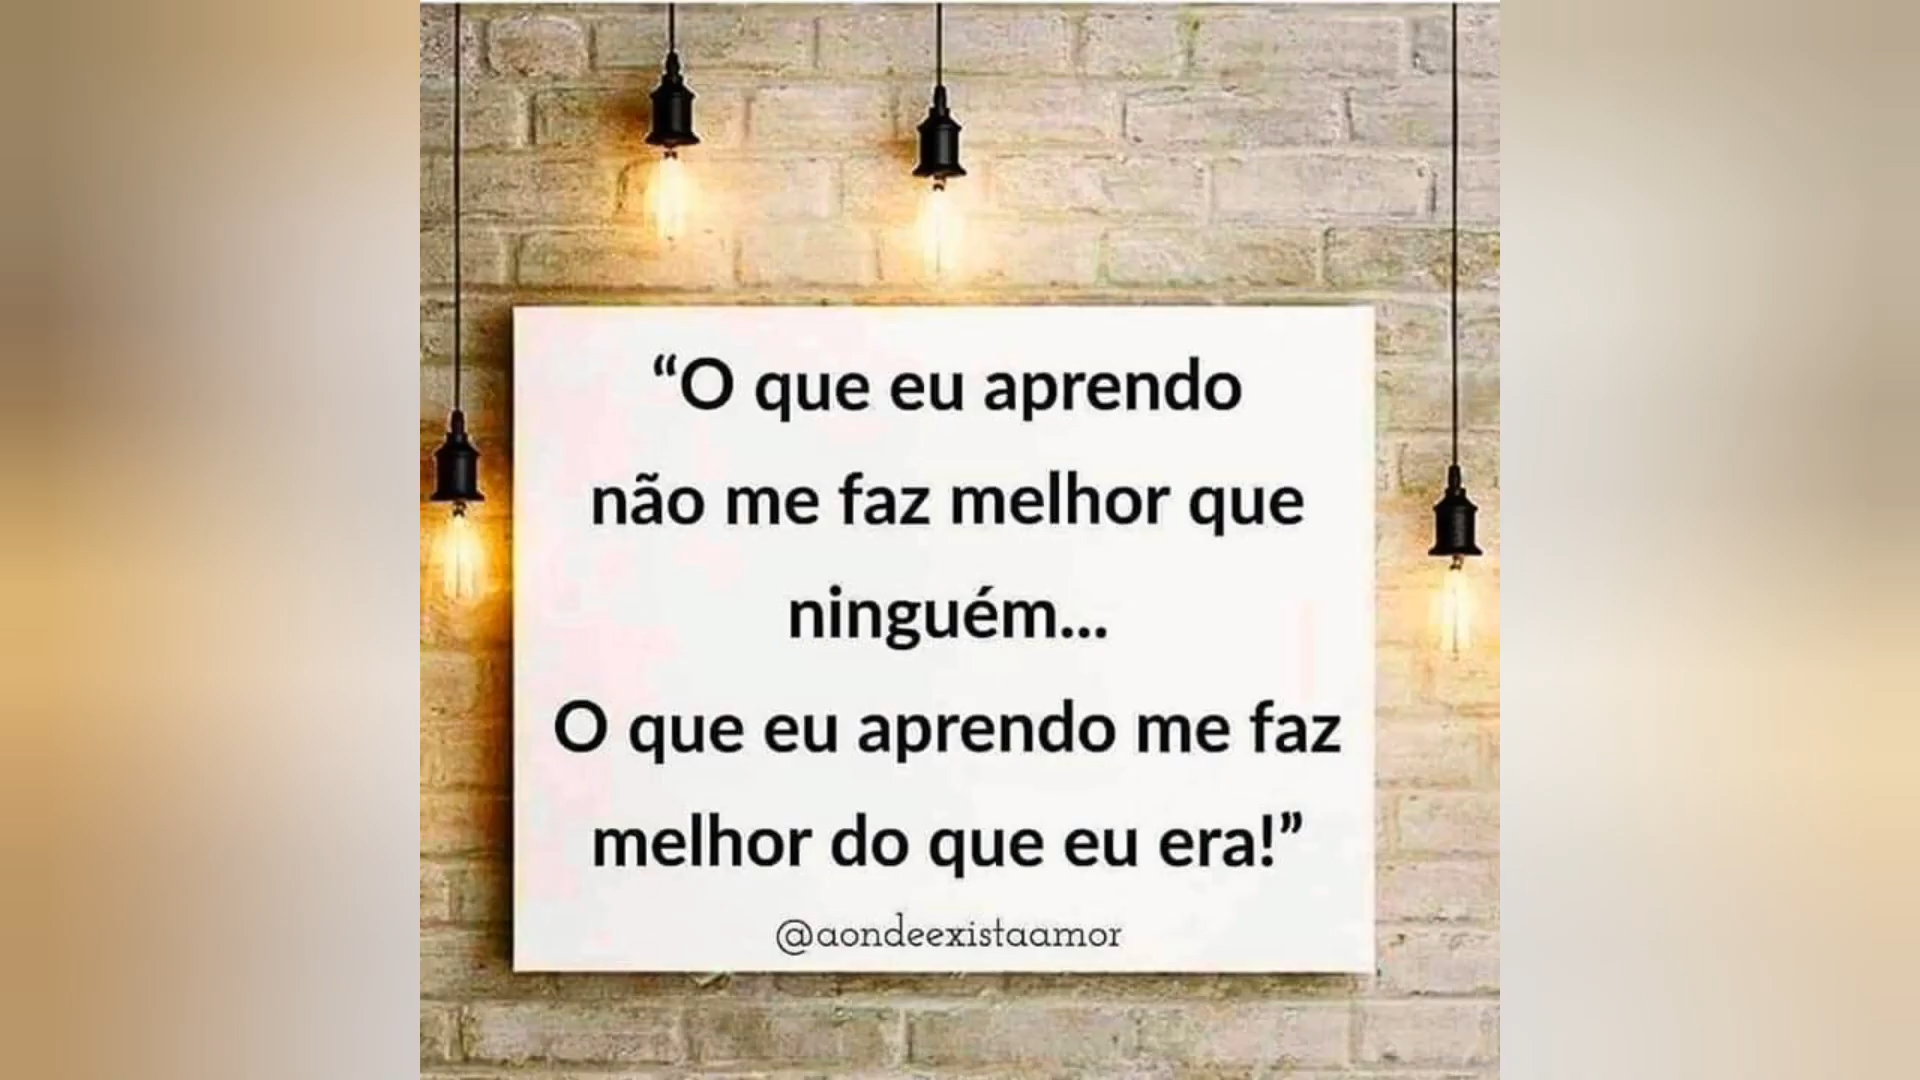 “O que eu aprendo
não me faz melhor que
ninguém...
O que eu aprendo me faz
melhor do que eu era!”
@aondeexistaamor